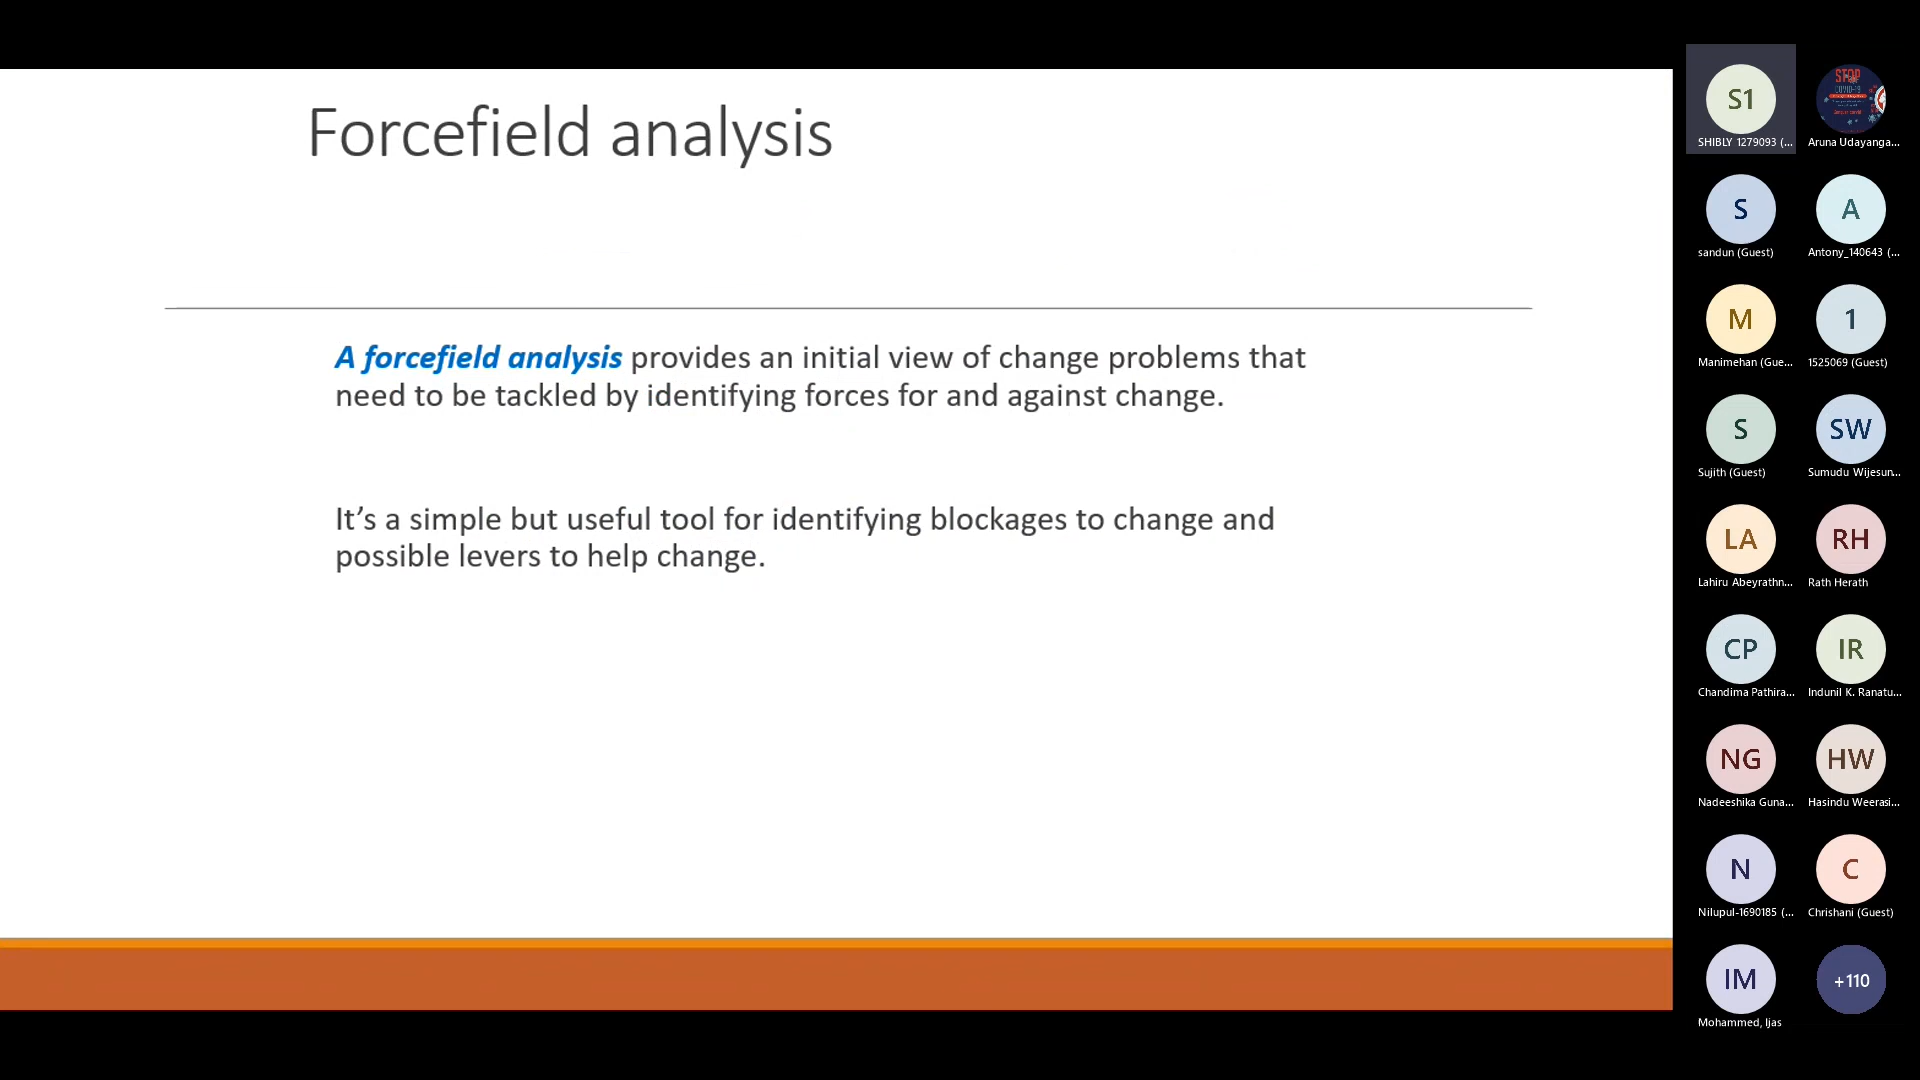 Forcefield analysis
A forcefield analysis provides an initial view of change problems that
need to be tackled by identifying forces for and against change.
It’s a simple but useful tool for identifying blockages to change and
possible levers to help change.
S1
SHIBLY 1279093 (...
STOP
COVID-19
Aruna Udayanga...
S
sandun (Guest)
A
Antony_140643 (...
M
Manimehan (Gue...
1
1525069 (Guest)
S
Sujith (Guest)
SW
Sumudu Wijesun...
LA
Lahiru Abeyrathn...
RH
Rath Herath
CP
Chandima Pathira...
IR
Indunil K. Ranatu...
NG
Nadeeshika Guna...
HW
Hasindu Weerasi...
N
Nilupul-1690185 (...
C
Chrishani (Guest)
IM
Mohammed, Ijas
+110